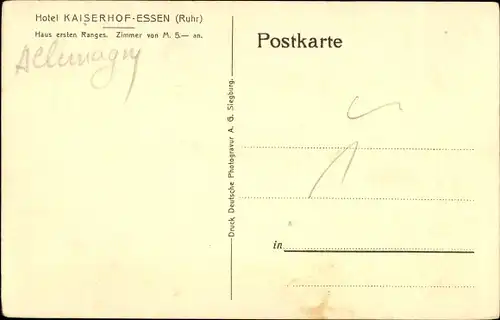 Hotel KAISERHOF-ESSEN (Ruhr)
Haus ersten Ranges. Zimmer von M. 5.— an.
Allemagne
Druck Deutsche Photogravur A. G. Siegburg.
Postkarte
in